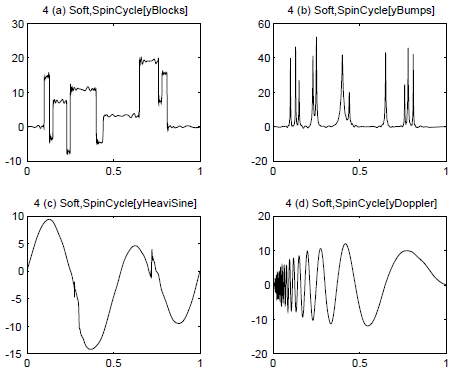 4 (a) Soft,SpinCycle[yBlocks]
30
20
10
0
-10
0 0.5 1
4 (b) Soft,SpinCycle[yBumps]
60
40
20
0
20
0 0.5 1
4 (c) Soft,SpinCycle[yHeaviSine]
10
5
0
-5
-10
-15
0 0.5 1
4 (d) Soft,SpinCycle[yDoppler]
20
10
0
-10
-20
0 0.5 1